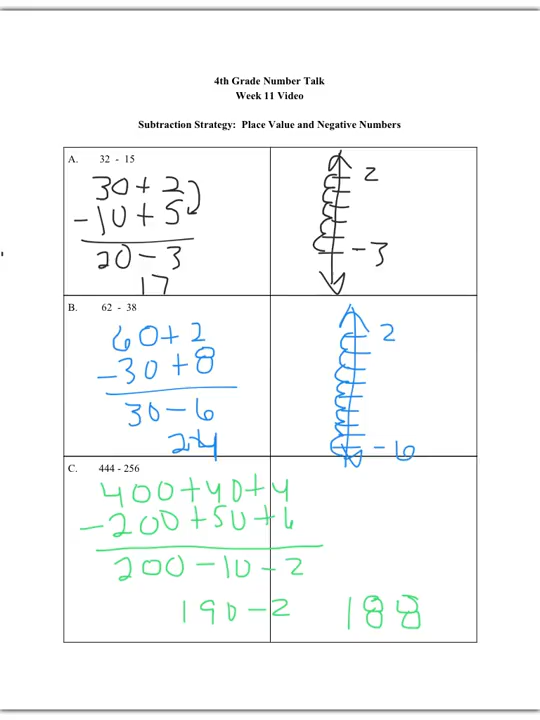 4th Grade Number Talk
Week 11 Video
Subtraction Strategy: Place Value and Negative Numbers
A. 32 - 15
30 + 2
- 10 + 5
20 - 3
17
2
- 3
B. 62 - 38
60 + 2
- 30 + 8
30 - 6
24
2
- 6
C. 444 - 256
400 + 40 + 4
- 200 + 50 + 6
200 - 10 - 2
190 - 2
188